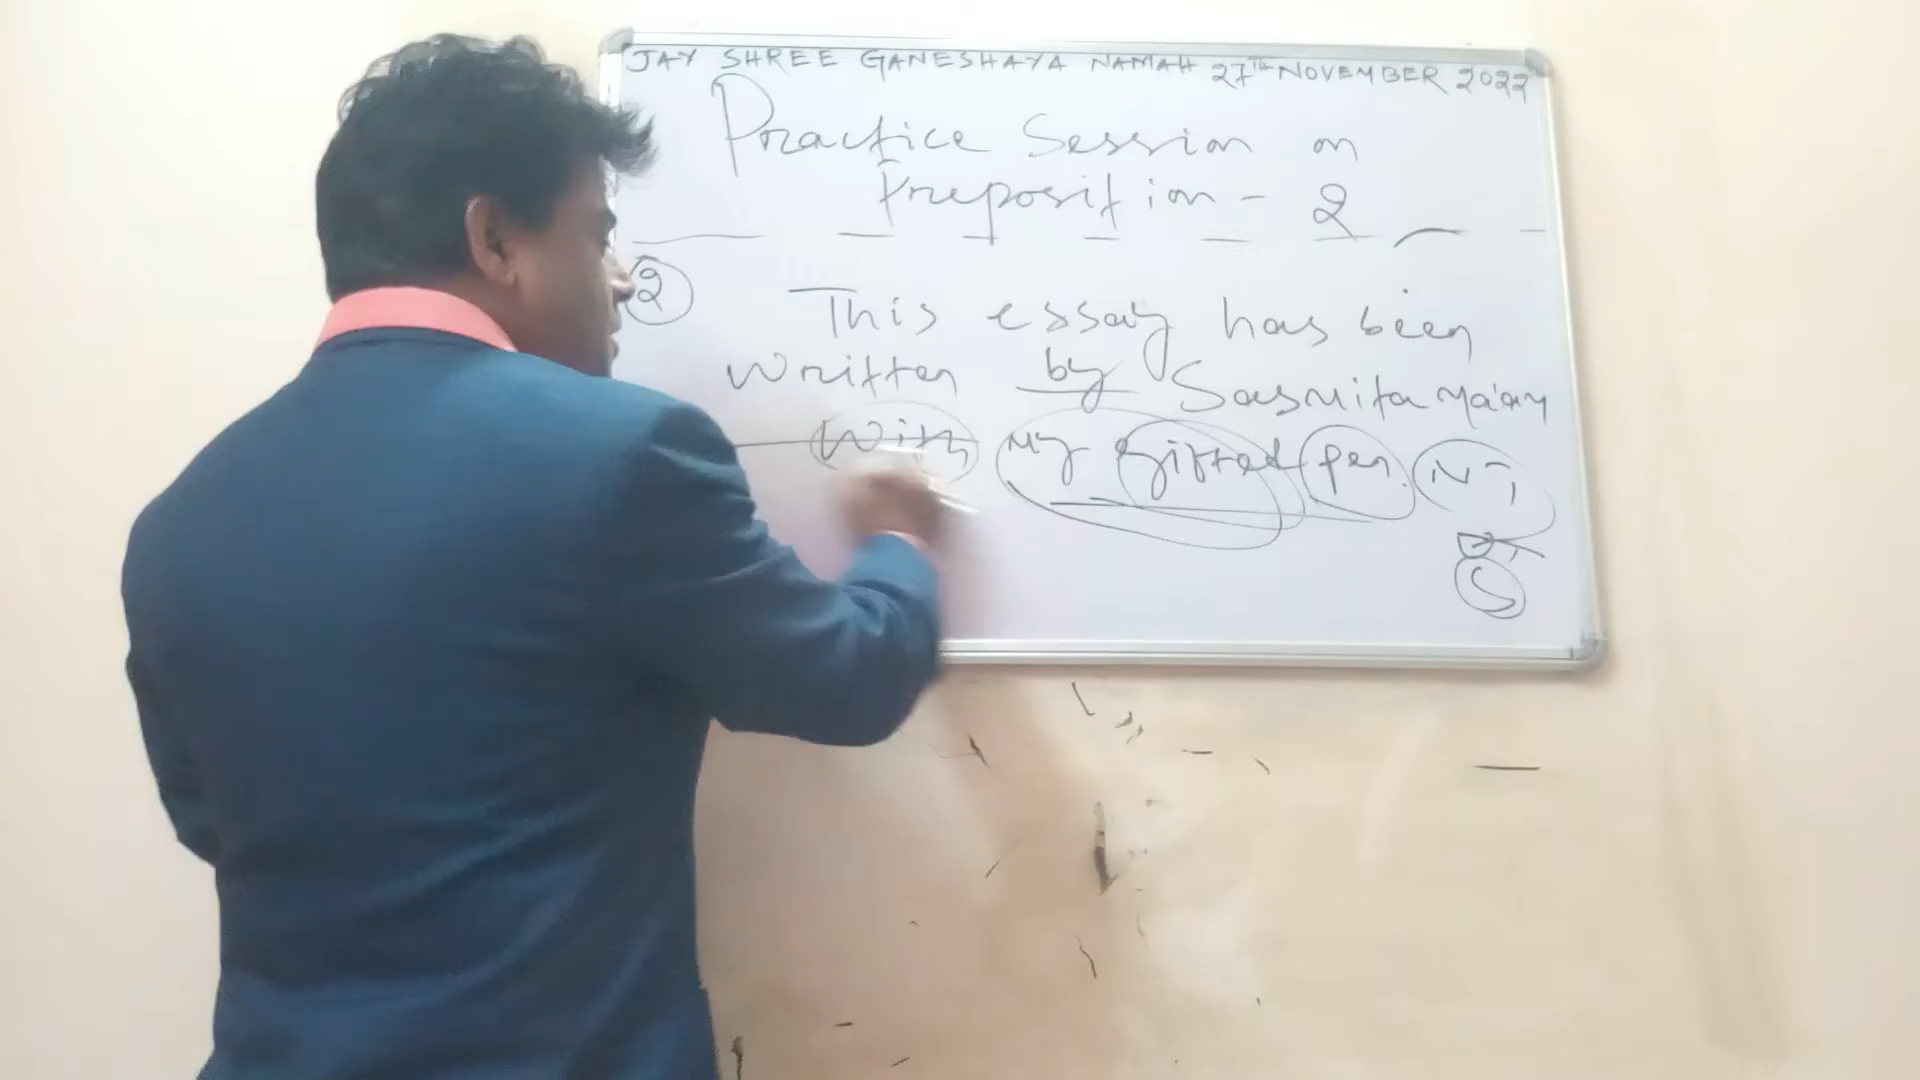 JAY SHREE GANESHAYA NAMAH 27TH NOVEMBER 2022
Practice Session on
Preposition - 2
2 This essay has been
written by Sasmita Ma'am
With my gifted pen. NT
S